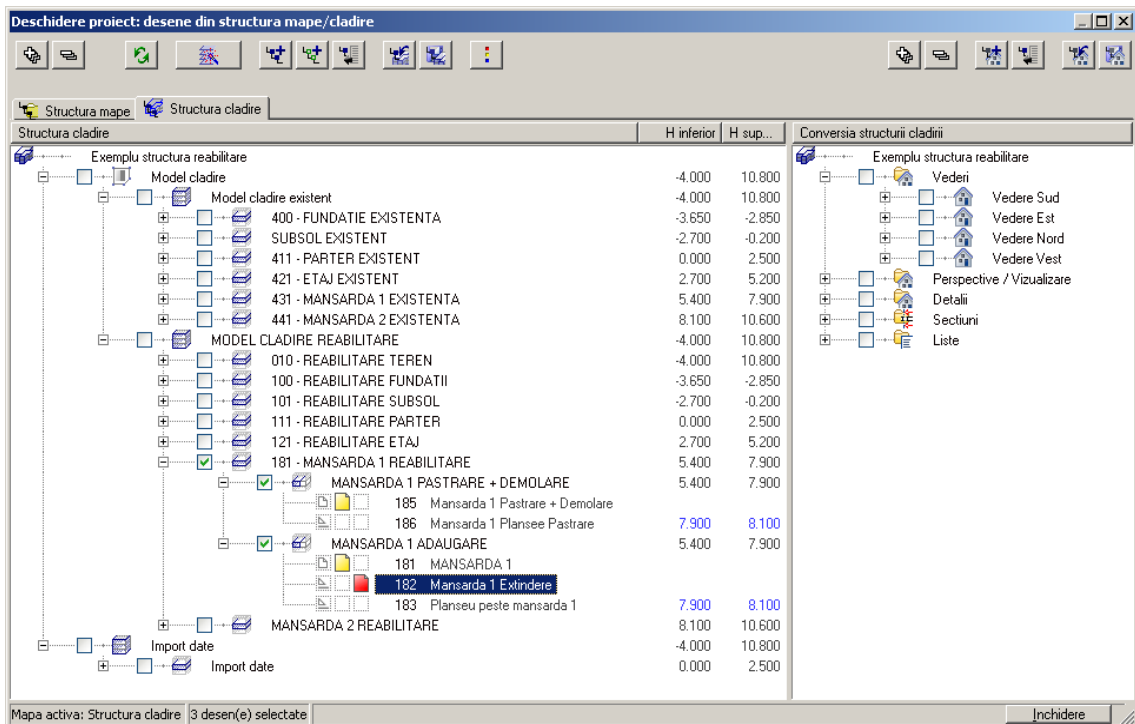 Deschidere proiect: desene din structura mape/cladire
Structura mape Structura cladire
Structura cladire H inferior H sup... Conversia structurii cladirii
Exemplu structura reabilitare
Model cladire -4.000 10.800
Model cladire existent -4.000 10.800
400 - FUNDATIE EXISTENTA -3.650 -2.850
SUBSOL EXISTENT -2.700 -0.200
411 - PARTER EXISTENT 0.000 2.500
421 - ETAJ EXISTENT 2.700 5.200
431 - MANSARDA 1 EXISTENTA 5.400 7.900
441 - MANSARDA 2 EXISTENTA 8.100 10.600
MODEL CLADIRE REABILITARE -4.000 10.800
010 - REABILITARE TEREN -4.000 10.800
100 - REABILITARE FUNDATII -3.650 -2.850
101 - REABILITARE SUBSOL -2.700 -0.200
111 - REABILITARE PARTER 0.000 2.500
121 - REABILITARE ETAJ 2.700 5.200
181 - MANSARDA 1 REABILITARE 5.400 7.900
MANSARDA 1 PASTRARE + DEMOLARE 5.400 7.900
185 Mansarda 1 Pastrare + Demolare
186 Mansarda 1 Plansee Pastrare 7.900 8.100
MANSARDA 1 ADAUGARE 5.400 7.900
181 MANSARDA 1
182 Mansarda 1 Extindere
183 Planseu peste mansarda 1 7.900 8.100
MANSARDA 2 REABILITARE 8.100 10.600
Import date -4.000 10.800
Import date 0.000 2.500
Exemplu structura reabilitare
Vederi
Vedere Sud
Vedere Est
Vedere Nord
Vedere Vest
Perspective / Vizualizare
Detalii
Sectiuni
Liste
Mapa activa: Structura cladire 3 desen(e) selectate Inchidere